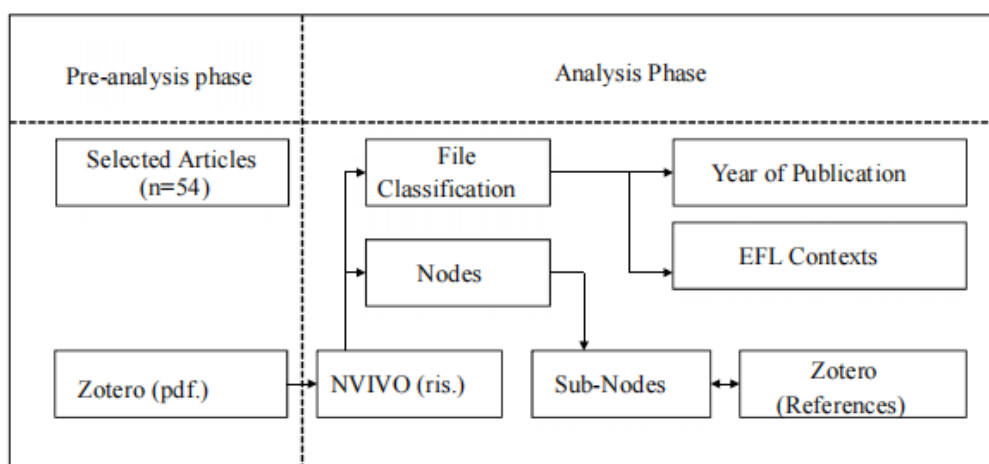 Pre-analysis phase
Analysis Phase
Selected Articles
(n=54)
File
Classification
Year of Publication
Nodes
EFL Contexts
Zotero (pdf.)
NVIVO (ris.)
Sub-Nodes
Zotero
(References)